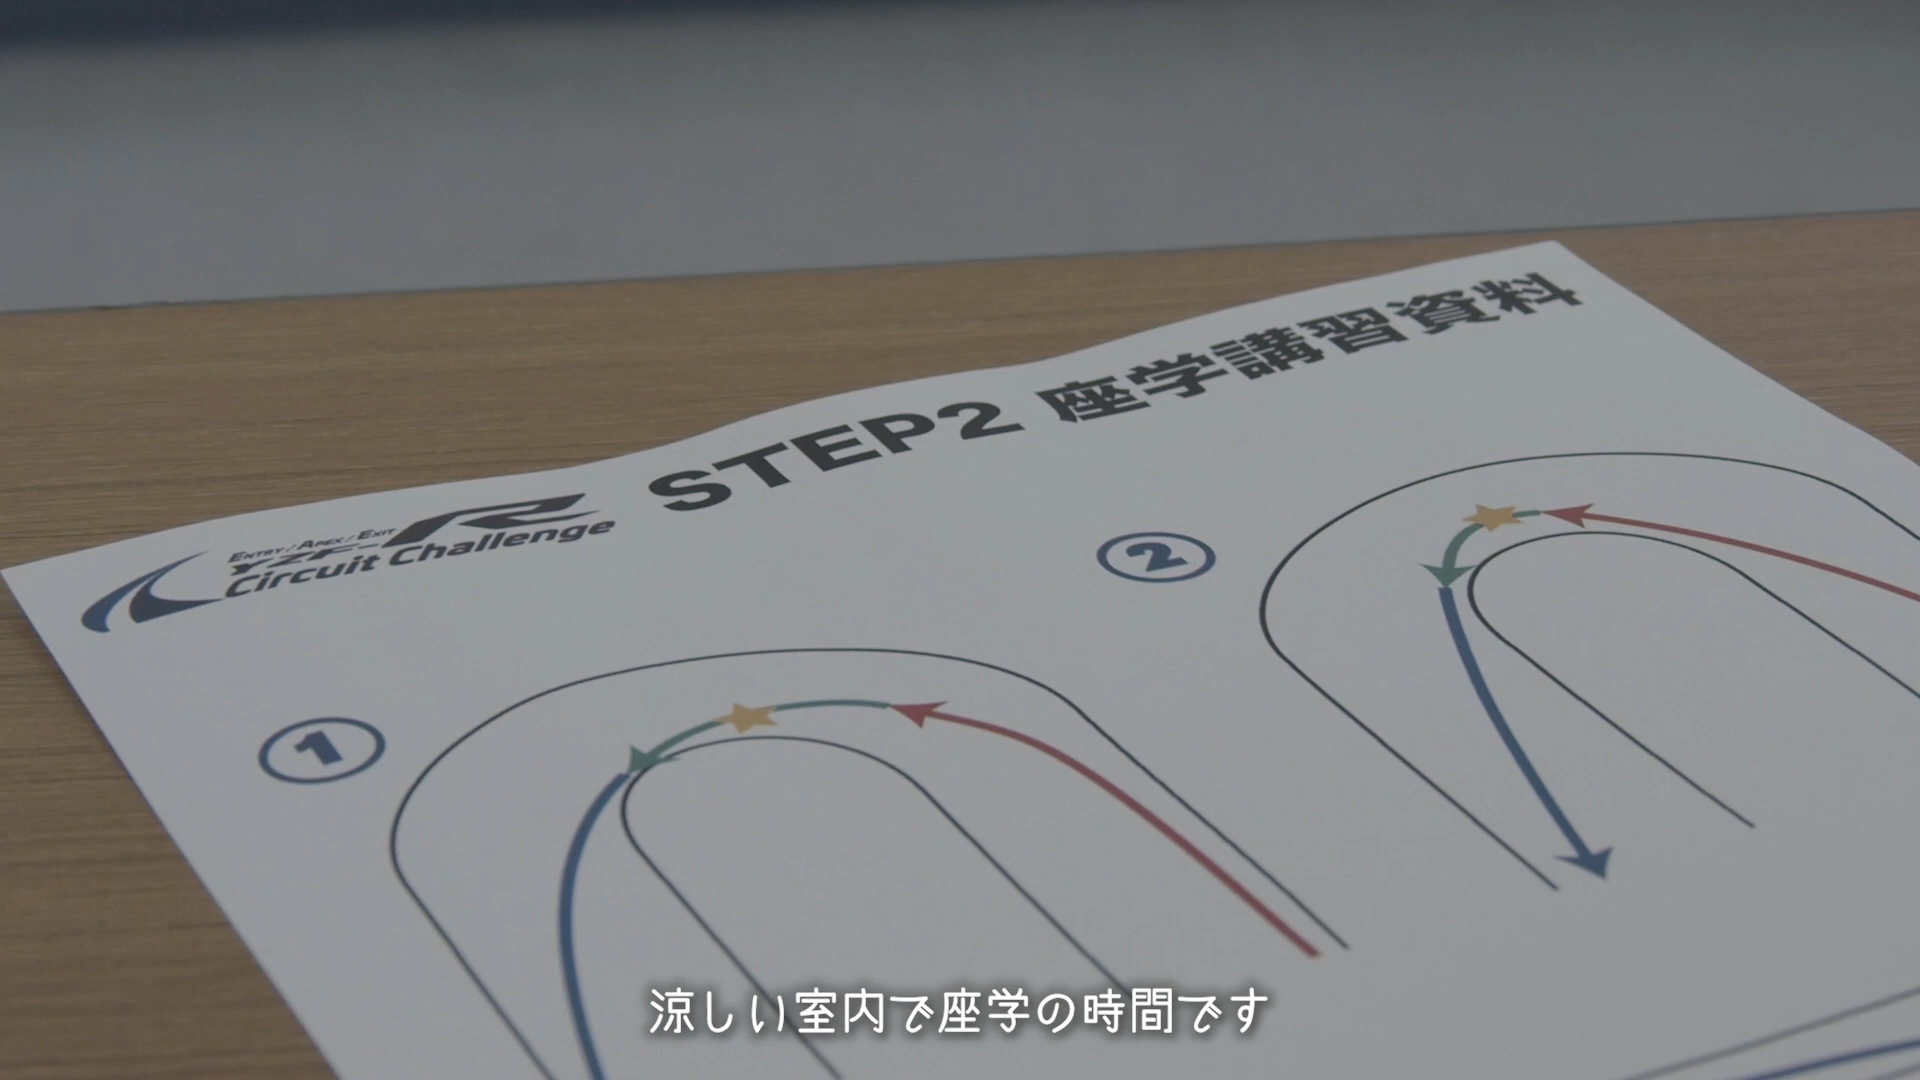 STEP2 座学講習資料
ENTRY / APEX / EXIT
YZF-R
Circuit Challenge
②
①
涼しい室内で座学の時間です